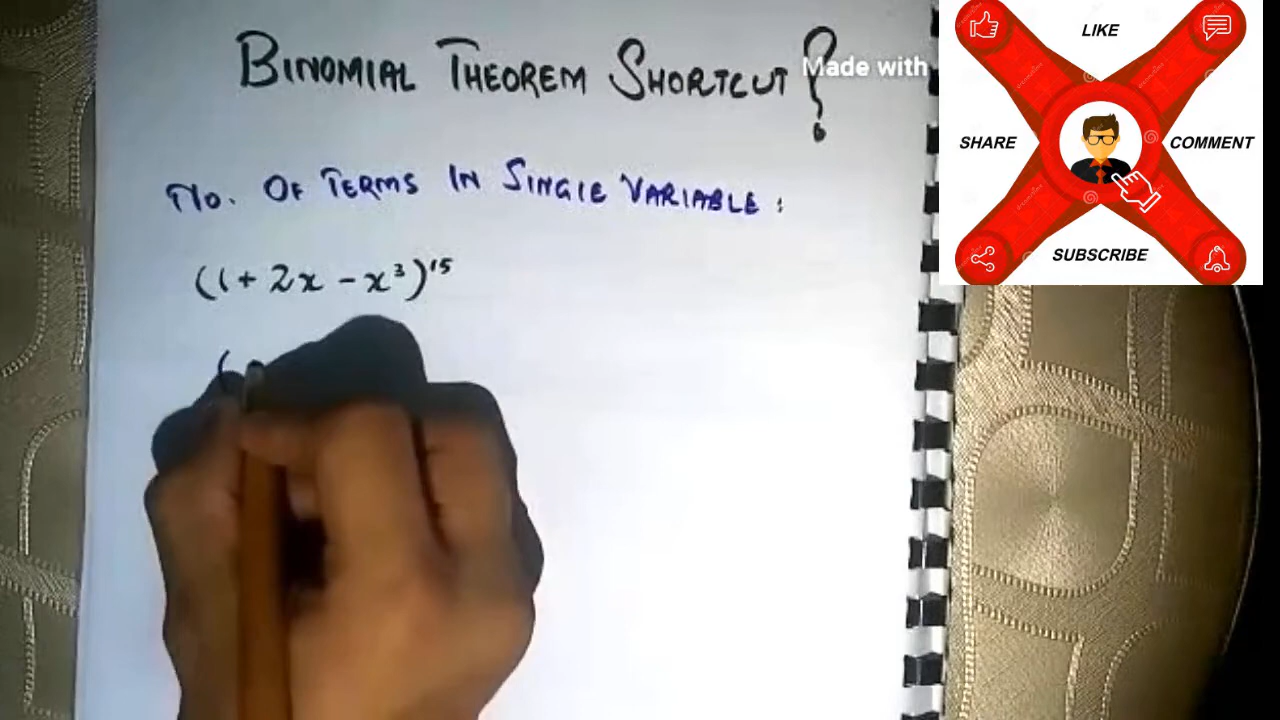 BINOMIAL THEOREM SHORTCUT ?
Made with
NO. OF TERMS IN SINGLE VARIABLE :
(1 + 2x - x³)¹⁵
(
LIKE
SHARE
COMMENT
SUBSCRIBE